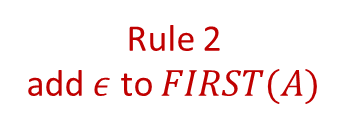 Rule 2
add ϵ to FIRST(A)